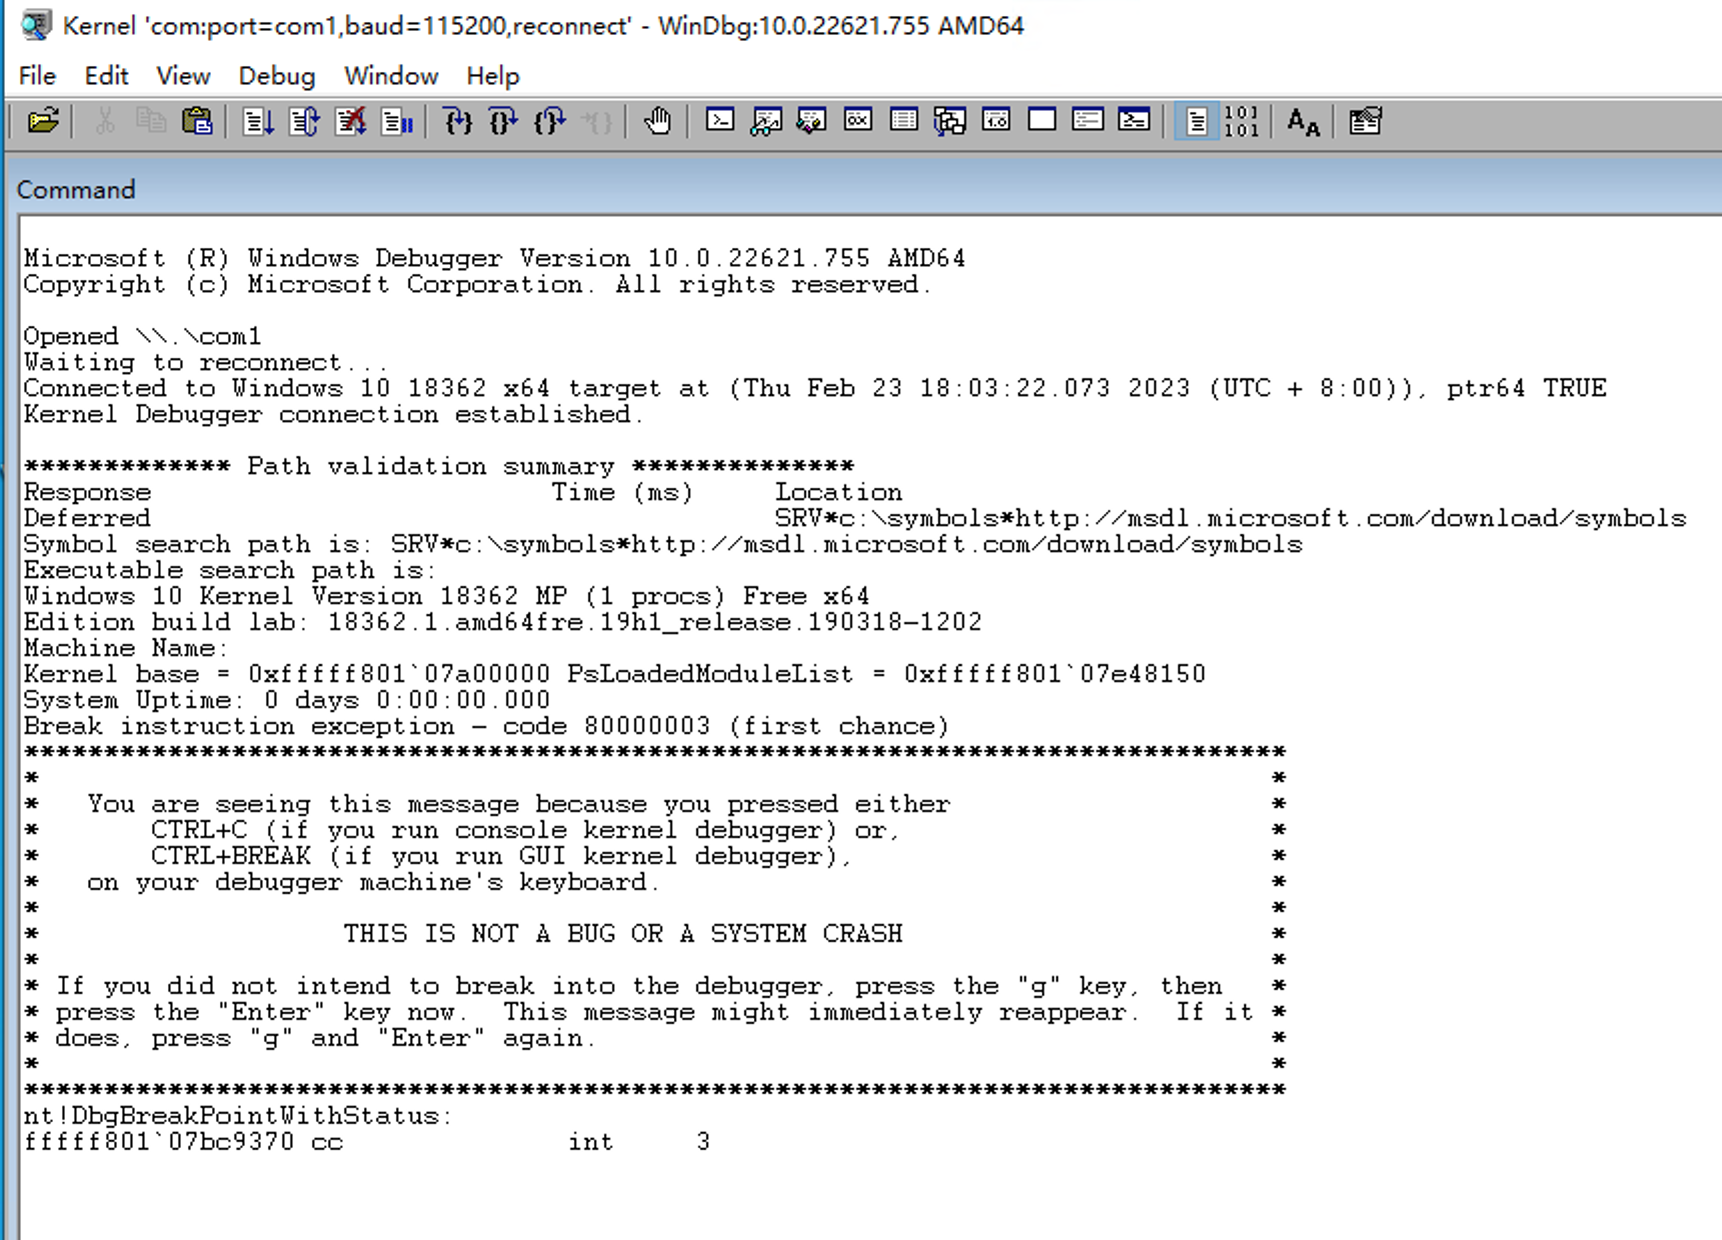 Kernel 'com:port=com1,baud=115200,reconnect' - WinDbg:10.0.22621.755 AMD64
File Edit View Debug Window Help
Command
Microsoft (R) Windows Debugger Version 10.0.22621.755 AMD64
Copyright (c) Microsoft Corporation. All rights reserved.
Opened \\.\com1
Waiting to reconnect...
Connected to Windows 10 18362 x64 target at (Thu Feb 23 18:03:22.073 2023 (UTC + 8:00)), ptr64 TRUE
Kernel Debugger connection established.
************* Path validation summary **************
Response                         Time (ms)     Location
Deferred                                       SRV*c:\symbols*http://msdl.microsoft.com/download/symbols
Symbol search path is: SRV*c:\symbols*http://msdl.microsoft.com/download/symbols
Executable search path is:
Windows 10 Kernel Version 18362 MP (1 procs) Free x64
Edition build lab: 18362.1.amd64fre.19h1_release.190318-1202
Machine Name:
Kernel base = 0xfffff801`07a00000 PsLoadedModuleList = 0xfffff801`07e48150
System Uptime: 0 days 0:00:00.000
Break instruction exception - code 80000003 (first chance)
*******************************************************************************
*                                                                             *
*   You are seeing this message because you pressed either                    *
*       CTRL+C (if you run console kernel debugger) or,                       *
*       CTRL+BREAK (if you run GUI kernel debugger),                          *
*   on your debugger machine's keyboard.                                      *
*                                                                             *
*                   THIS IS NOT A BUG OR A SYSTEM CRASH                       *
*                                                                             *
* If you did not intend to break into the debugger, press the "g" key, then   *
* press the "Enter" key now.  This message might immediately reappear.  If it *
* does, press "g" and "Enter" again.                                          *
*                                                                             *
*******************************************************************************
nt!DbgBreakPointWithStatus:
fffff801`07bc9370 cc              int     3